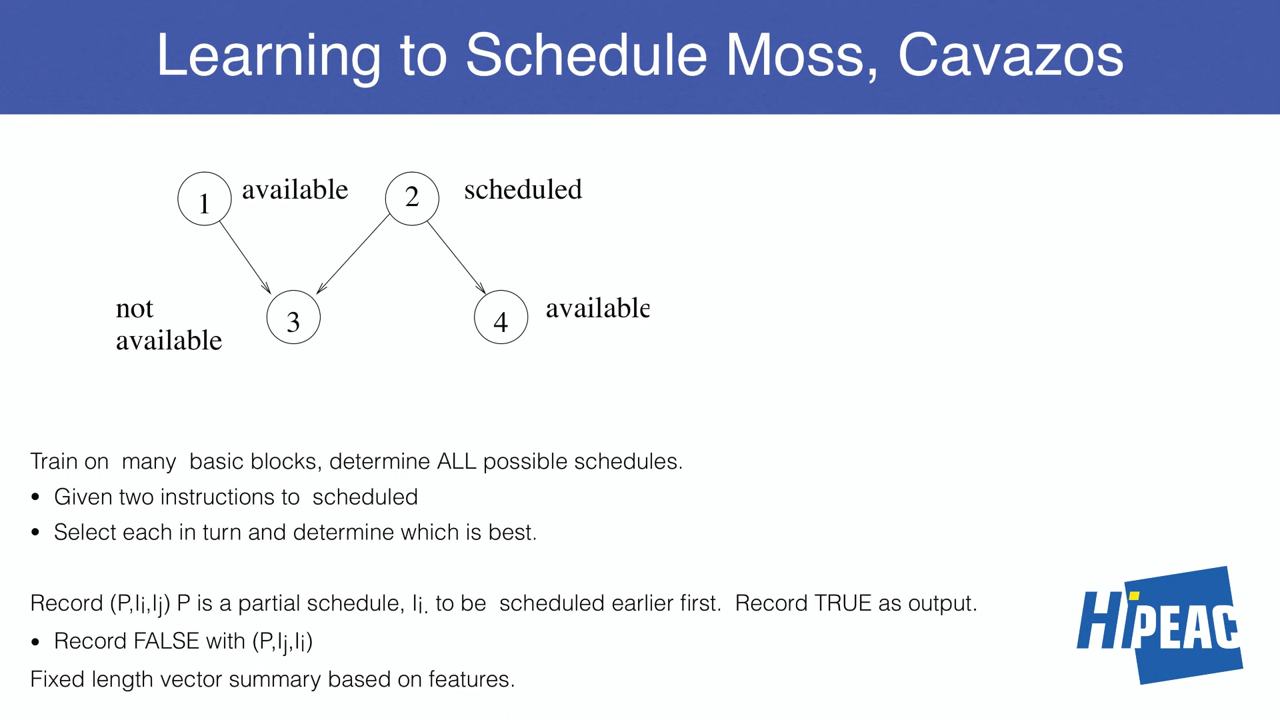 Learning to Schedule Moss, Cavazos
1 available 2 scheduled
not
available
3 4 available
Train on many basic blocks, determine ALL possible schedules.
• Given two instructions to scheduled
• Select each in turn and determine which is best.
Record (P,Ii,Ij) P is a partial schedule, Ii. to be scheduled earlier first. Record TRUE as output.
• Record FALSE with (P,Ij,Ii)
Fixed length vector summary based on features.
HiPEAC